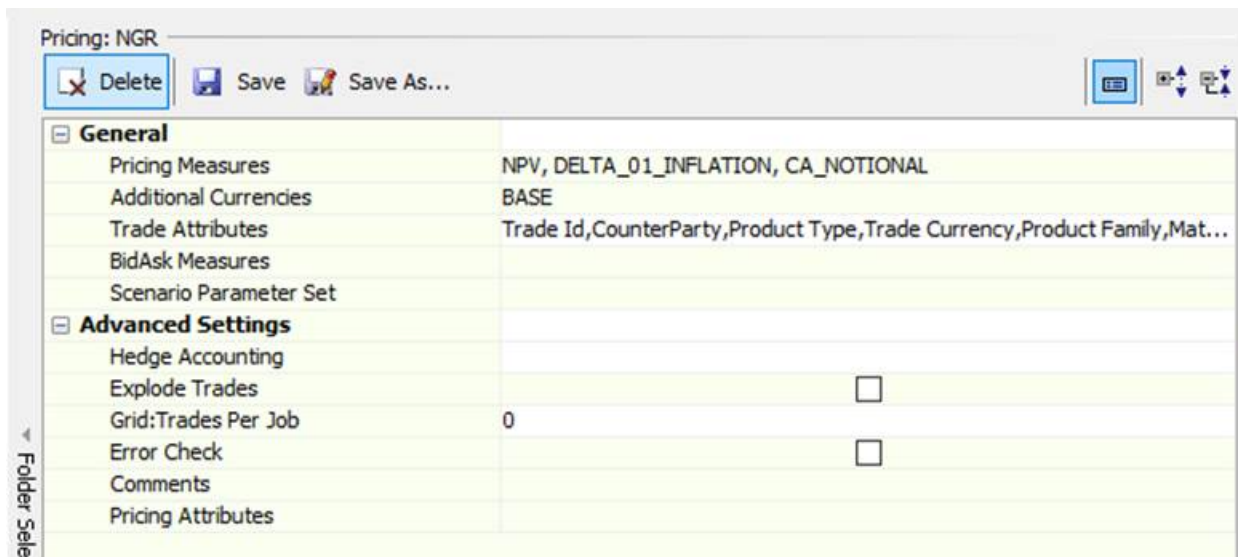 Pricing: NGR
Delete Save Save As...
General
Pricing Measures NPV, DELTA_01_INFLATION, CA_NOTIONAL
Additional Currencies BASE
Trade Attributes Trade Id,CounterParty,Product Type,Trade Currency,Product Family,Mat...
BidAsk Measures
Scenario Parameter Set
Advanced Settings
Hedge Accounting
Explode Trades
Grid:Trades Per Job 0
Error Check
Comments
Pricing Attributes
Folder Sele